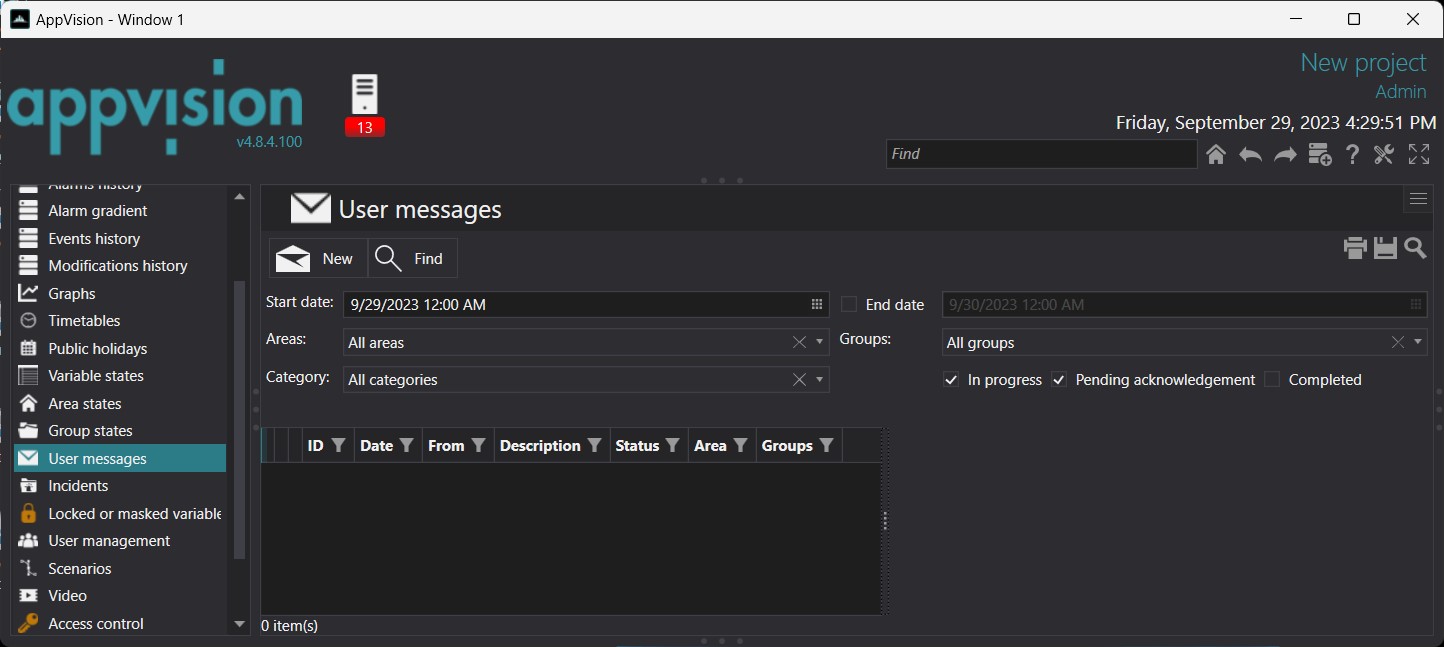 AppVision - Window 1
appvision
v4.8.4.100
13
New project
Admin
Friday, September 29, 2023 4:29:51 PM
Find
Alarms history
Alarm gradient
Events history
Modifications history
Graphs
Timetables
Public holidays
Variable states
Area states
Group states
User messages
Incidents
Locked or masked variable
User management
Scenarios
Video
Access control
User messages
New Find
Start date: 9/29/2023 12:00 AM End date 9/30/2023 12:00 AM
Areas: All areas Groups: All groups
Category: All categories In progress Pending acknowledgement Completed
ID Date From Description Status Area Groups
0 item(s)